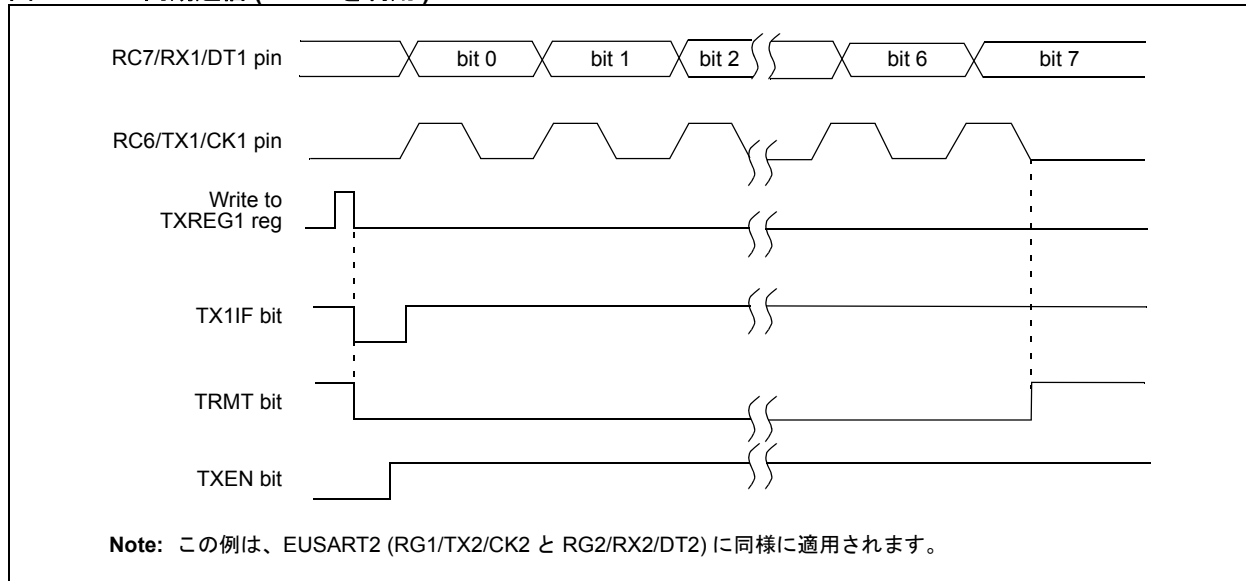 RC7/RX1/DT1 pin
bit 0
bit 1
bit 2
bit 6
bit 7
RC6/TX1/CK1 pin
Write to
TXREG1 reg
TX1IF bit
TRMT bit
TXEN bit
Note: この例は、EUSART2 (RG1/TX2/CK2 と RG2/RX2/DT2) に同様に適用されます。